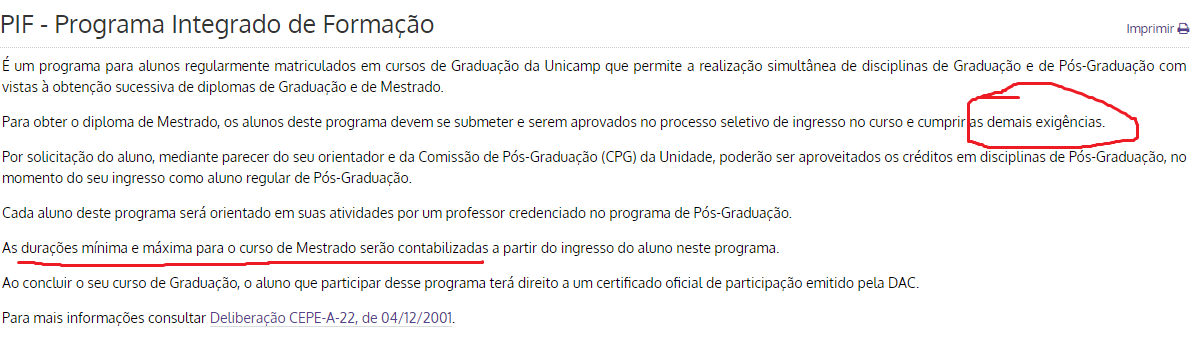 PIF - Programa Integrado de Formação
Imprimir
É um programa para alunos regularmente matriculados em cursos de Graduação da Unicamp que permite a realização simultânea de disciplinas de Graduação e de Pós-Graduação com
vistas à obtenção sucessiva de diplomas de Graduação e de Mestrado.
Para obter o diploma de Mestrado, os alunos deste programa devem se submeter e serem aprovados no processo seletivo de ingresso no curso e cumprir as demais exigências.
Por solicitação do aluno, mediante parecer do seu orientador e da Comissão de Pós-Graduação (CPG) da Unidade, poderão ser aproveitados os créditos em disciplinas de Pós-Graduação, no
momento do seu ingresso como aluno regular de Pós-Graduação.
Cada aluno deste programa será orientado em suas atividades por um professor credenciado no programa de Pós-Graduação.
As durações mínima e máxima para o curso de Mestrado serão contabilizadas a partir do ingresso do aluno neste programa.
Ao concluir o seu curso de Graduação, o aluno que participar desse programa terá direito a um certificado oficial de participação emitido pela DAC.
Para mais informações consultar Deliberação CEPE-A-22, de 04/12/2001.